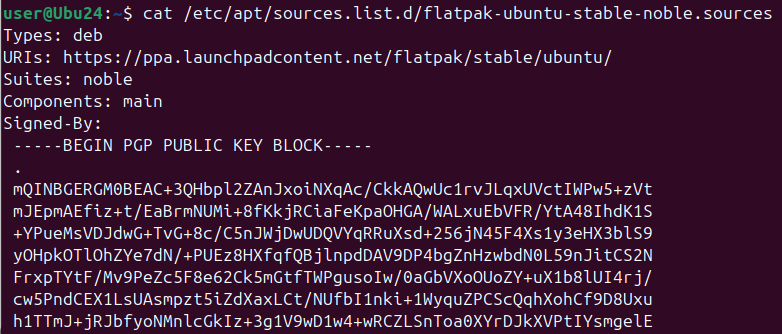 user@Ubu24:~$ cat /etc/apt/sources.list.d/flatpak-ubuntu-stable-noble.sources
Types: deb
URIs: https://ppa.launchpadcontent.net/flatpak/stable/ubuntu/
Suites: noble
Components: main
Signed-By:
-----BEGIN PGP PUBLIC KEY BLOCK-----
.
mQINBGERGM0BEAC+3QHbpl2ZAnJxoiNXqAc/CkkAQwUc1rvJLqxUVctIWPw5+zVt
mJEpmAEfiz+t/EaBrmNUMi+8fKkjRCiaFeKpaOHGA/WALxuEbVFR/YtA48IhdK1S
+YPueMsVDJdwG+TvG+8c/C5nJWjDwUDQVYqRRuXsd+256jN45F4Xs1y3eHX3blS9
yOHpkOTlOhZYe7dN/+PUEz8HXfqfQBjlnpdDAV9DP4bgZnHzwbdN0L59nJitCS2N
FrxpTYtF/Mv9PeZc5F8e62Ck5mGtfTWPgusoIw/0aGbVXoOUoZY+uX1b8lUI4rj/
cw5PndCEX1LsUAsmpzt5iZdXaxLCt/NUfbI1nki+1WyquZPCScQqhXohCf9D8Uxu
h1TTmJ+jRJbfyoNMnlcGkIz+3g1V9wD1w4+wRCZLSnToa0XYrDJkXVPtIYsmgelE